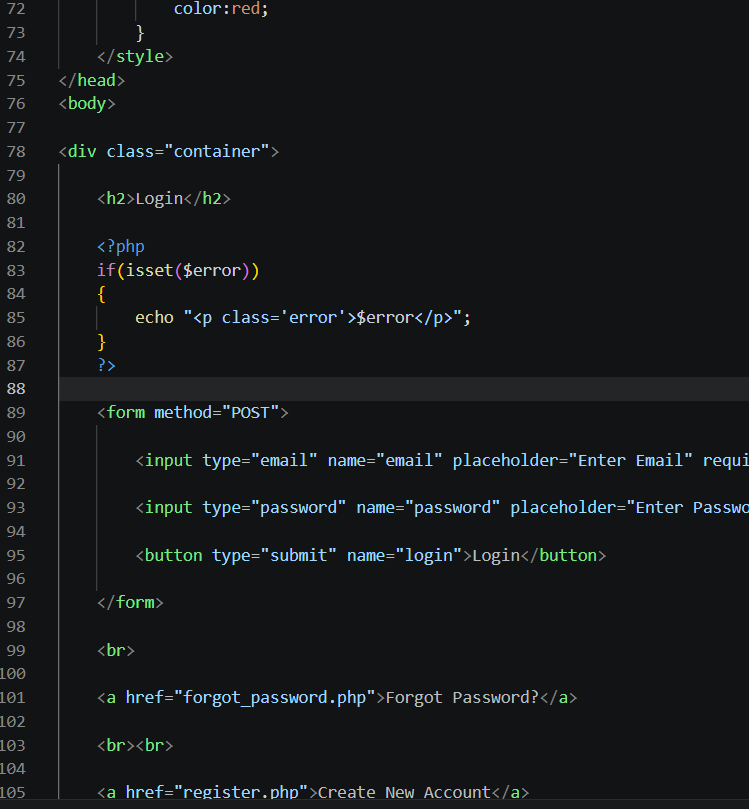 72 color:red;
73 }
74 </style>
75 </head>
76 <body>
77
78 <div class="container">
79
80 <h2>Login</h2>
81
82 <?php
83 if(isset($error))
84 {
85 echo "<p class='error'>$error</p>";
86 }
87 ?>
88
89 <form method="POST">
90
91 <input type="email" name="email" placeholder="Enter Email" requi
92
93 <input type="password" name="password" placeholder="Enter Passwo
94
95 <button type="submit" name="login">Login</button>
96
97 </form>
98
99 <br>
100
101 <a href="forgot_password.php">Forgot Password?</a>
102
103 <br><br>
104
105 <a href="register.php">Create New Account</a>